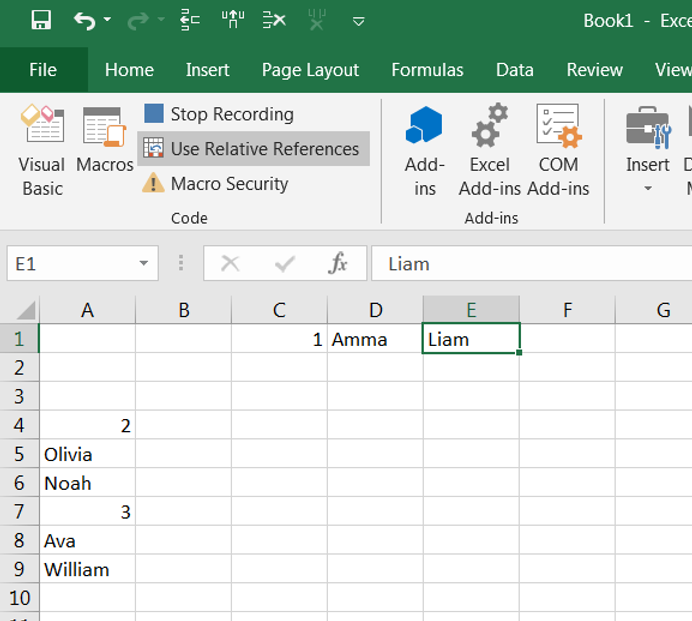 Book1 - Exce
File Home Insert Page Layout Formulas Data Review View
Visual Basic
Macros
Stop Recording
Use Relative References
Macro Security
Code
Add-ins
Excel Add-ins
COM Add-ins
Add-ins
Insert
E1 fx Liam
A B C D E F G
1 1 Amma Liam
2
3
4 2
5 Olivia
6 Noah
7 3
8 Ava
9 William
10